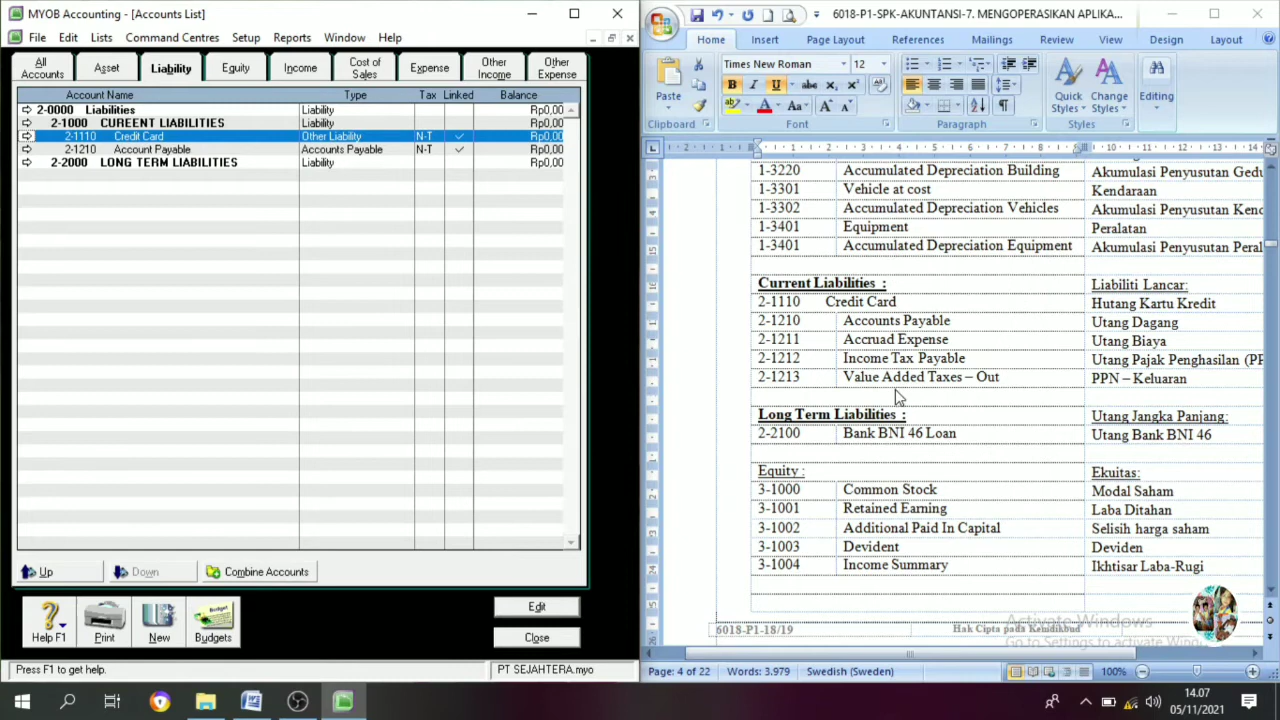 MYOB Accounting - [Accounts List]
File Edit Lists Command Centres Setup Reports Window Help
All Accounts Asset Liability Equity Income Cost of Sales Expense Other Income Other Expense
Account Name Type Tax Linked Balance
2-0000 Liabilities Liability Rp0,00
2-1000 CURENT LIABILITIES Liability Rp0,00
2-1110 Credit Card Other Liability N-T Rp0,00
2-1210 Account Payable Accounts Payable N-T Rp0,00
2-2000 LONG TERM LIABILITIES Liability Rp0,00
Up Down Combine Accounts
Help F1 Print New Budgets
Edit
Close
Press F1 to get help. PT SEJAHTERA.myo
6018-P1-SPK-AKUNTANSI-7. MENGOPERASIKAN APLIKA...
Home Insert Page Layout References Mailings Review View Design Layout
Times New Roman 12
Paste
Quick Styles Change Styles Editing
Clipboard Font Paragraph Styles
1-3220 Accumulated Depreciation Building Akumulasi Penyusutan Gedu
1-3301 Vehicle at cost Kendaraan
1-3302 Accumulated Depreciation Vehicles Akumulasi Penyusutan Kend
1-3401 Equipment Peralatan
1-3401 Accumulated Depreciation Equipment Akumulasi Penyusutan Peral
Current Liabilities : Liabiliti Lancar:
2-1110 Credit Card Hutang Kartu Kredit
2-1210 Accounts Payable Utang Dagang
2-1211 Accruad Expense Utang Biaya
2-1212 Income Tax Payable Utang Pajak Penghasilan (PP
2-1213 Value Added Taxes – Out PPN – Keluaran
Long Term Liabilities : Utang Jangka Panjang:
2-2100 Bank BNI 46 Loan Utang Bank BNI 46
Equity : Ekuitas:
3-1000 Common Stock Modal Saham
3-1001 Retained Earning Laba Ditahan
3-1002 Additional Paid In Capital Selisih harga saham
3-1003 Devident Deviden
3-1004 Income Summary Ikhtisar Laba-Rugi
Activate Windows
6018-P1-18/19 Hak Cipta pada Kemdikbud
Go to Settings to activate Win
Page: 4 of 22 Words: 3.979 Swedish (Sweden) 100%
14.07
05/11/2021